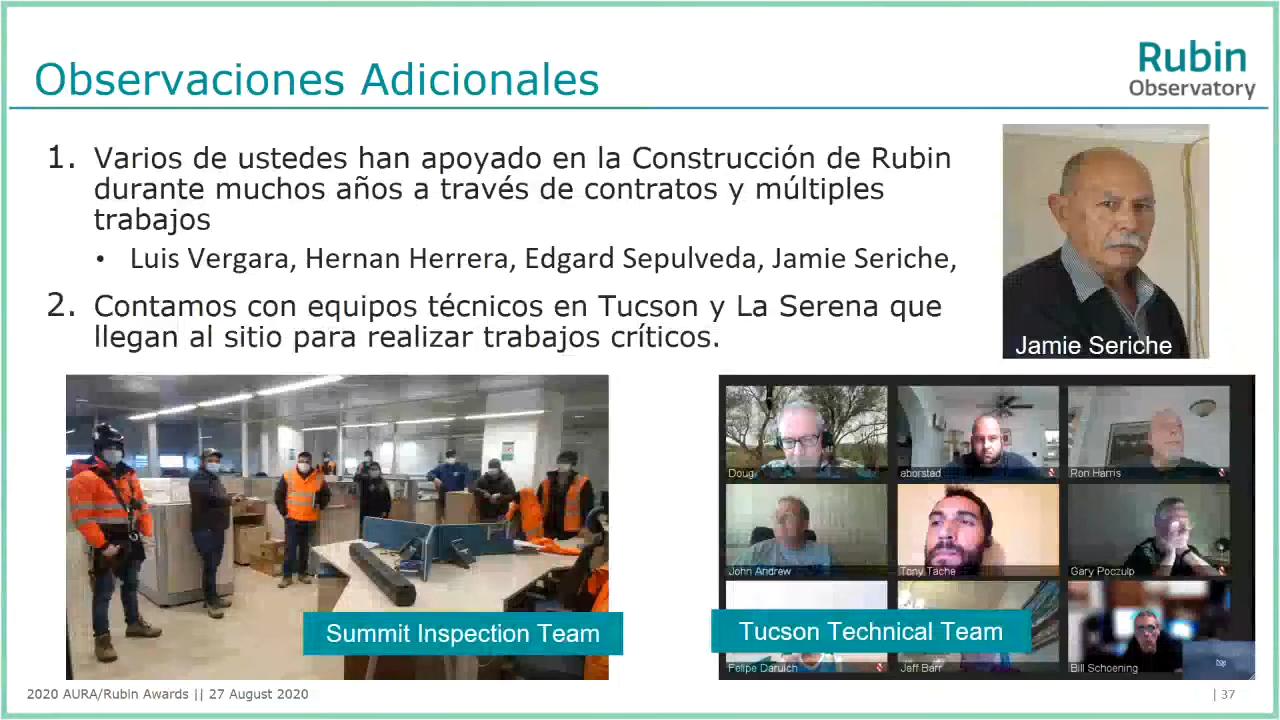 Observaciones Adicionales
Rubin
Observatory
1. Varios de ustedes han apoyado en la Construcción de Rubin
durante muchos años a través de contratos y múltiples
trabajos
• Luis Vergara, Hernan Herrera, Edgard Sepulveda, Jamie Seriche,
2. Contamos con equipos técnicos en Tucson y La Serena que
llegan al sitio para realizar trabajos críticos.
Jamie Seriche
Doug
aborstad
Ron Harris
John Andrew
Tony Tache
Gary Poczulp
Summit Inspection Team
Tucson Technical Team
Felipe Daruich
Jeff Barr
Bill Schoening
2020 AURA/Rubin Awards || 27 August 2020
| 37